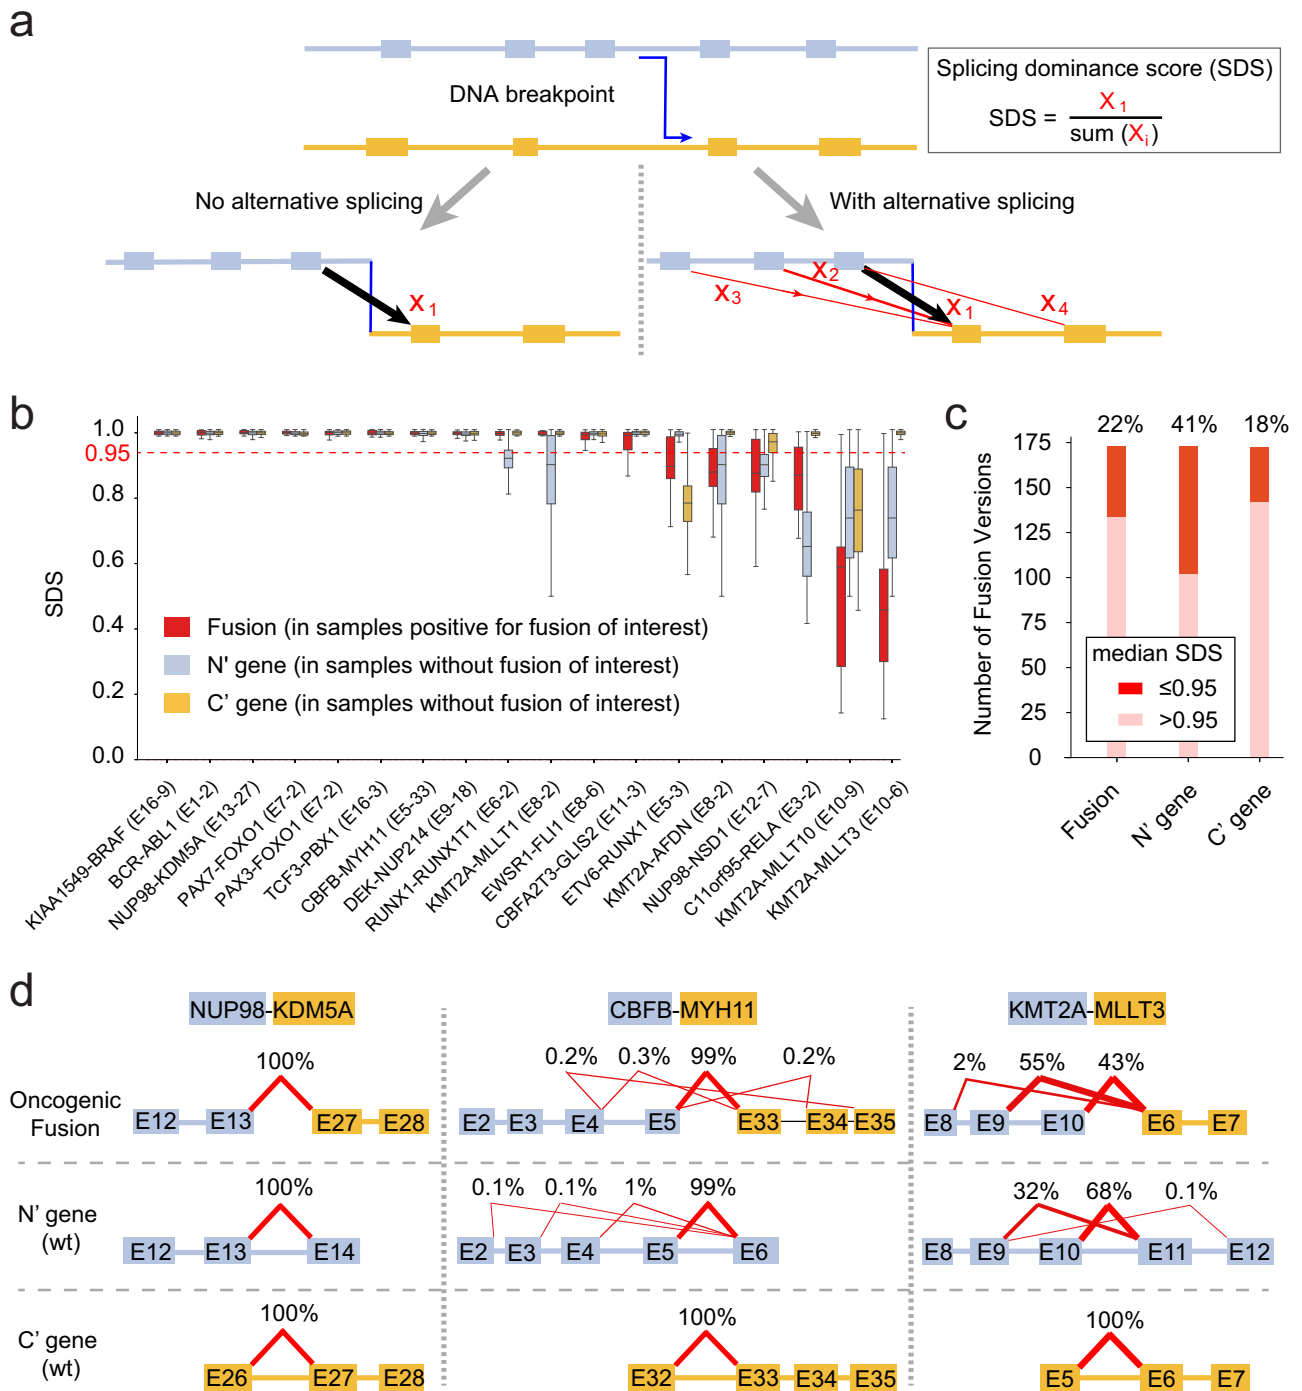 a
DNA breakpoint
Splicing dominance score (SDS)
SDS = X1 / sum (Xi)
No alternative splicing
With alternative splicing
X1
X3
X2
X1
X4
b
1.0
0.95
0.8
0.6
0.4
0.2
0.0
SDS
Fusion (in samples positive for fusion of interest)
N' gene (in samples without fusion of interest)
C' gene (in samples without fusion of interest)
KIAA1549-BRAF (E16-9)
BCR-ABL1 (E1-2)
NUP98-KDM5A (E13-27)
PAX7-FOXO1 (E7-2)
PAX3-FOXO1 (E7-2)
TCF3-PBX1 (E16-3)
CBFB-MYH11 (E5-33)
DEK-NUP214 (E9-18)
RUNX1-RUNX1T1 (E6-2)
KMT2A-MLLT1 (E8-2)
EWSR1-FLI1 (E8-6)
CBFA2T3-GLIS2 (E11-3)
ETV6-RUNX1 (E5-3)
KMT2A-AFDN (E8-2)
NUP98-NSD1 (E12-7)
C11orf95-RELA (E3-2)
KMT2A-MLLT10 (E10-9)
KMT2A-MLLT3 (E10-6)
c
22% 41% 18%
175
150
125
100
75
50
25
0
Number of Fusion Versions
median SDS
≤0.95
>0.95
Fusion
N' gene
C' gene
d
NUP98-KDM5A
CBFB-MYH11
KMT2A-MLLT3
Oncogenic
Fusion
100%
E12 E13 E27 E28
0.2% 0.3% 99% 0.2%
E2 E3 E4 E5 E33 E34 E35
2% 55% 43%
E8 E9 E10 E6 E7
N' gene
(wt)
100%
E12 E13 E14
0.1% 0.1% 1% 99%
E2 E3 E4 E5 E6
32% 68% 0.1%
E8 E9 E10 E11 E12
C' gene
(wt)
100%
E26 E27 E28
100%
E32 E33 E34 E35
100%
E5 E6 E7